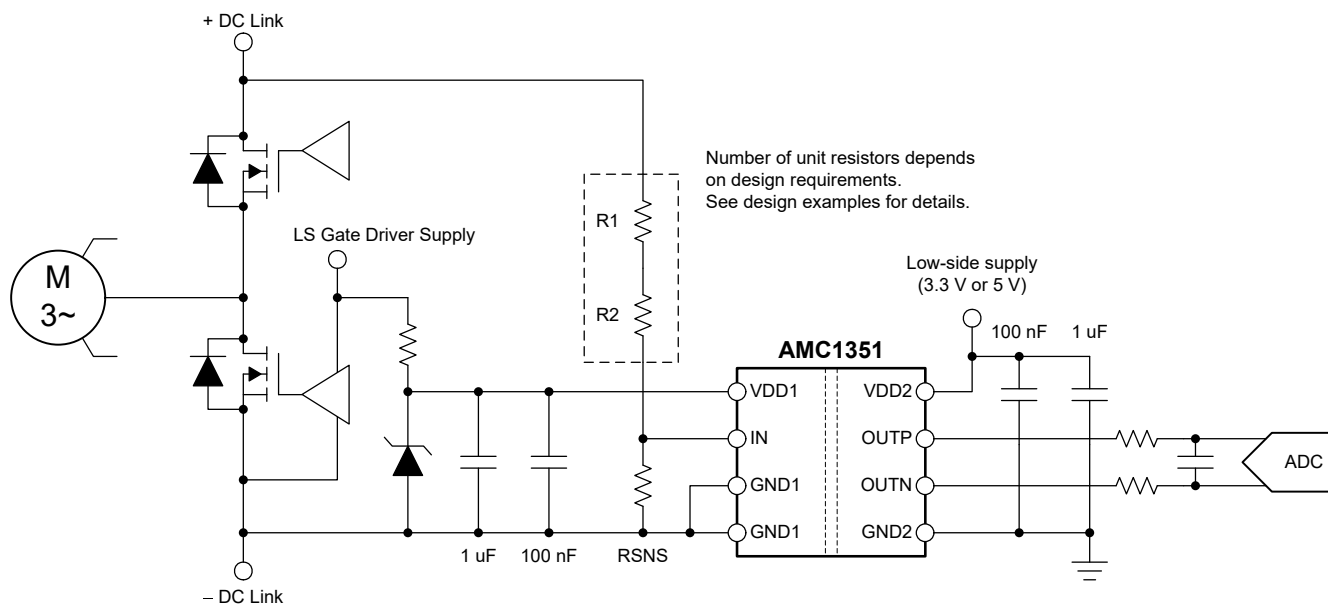 + DC Link
Number of unit resistors depends
on design requirements.
See design examples for details.
R1
LS Gate Driver Supply
M
3~
R2
Low-side supply
(3.3 V or 5 V)
100 nF
1 uF
AMC1351
VDD1
VDD2
IN
OUTP
GND1
OUTN
ADC
GND1
GND2
1 uF
100 nF
RSNS
– DC Link